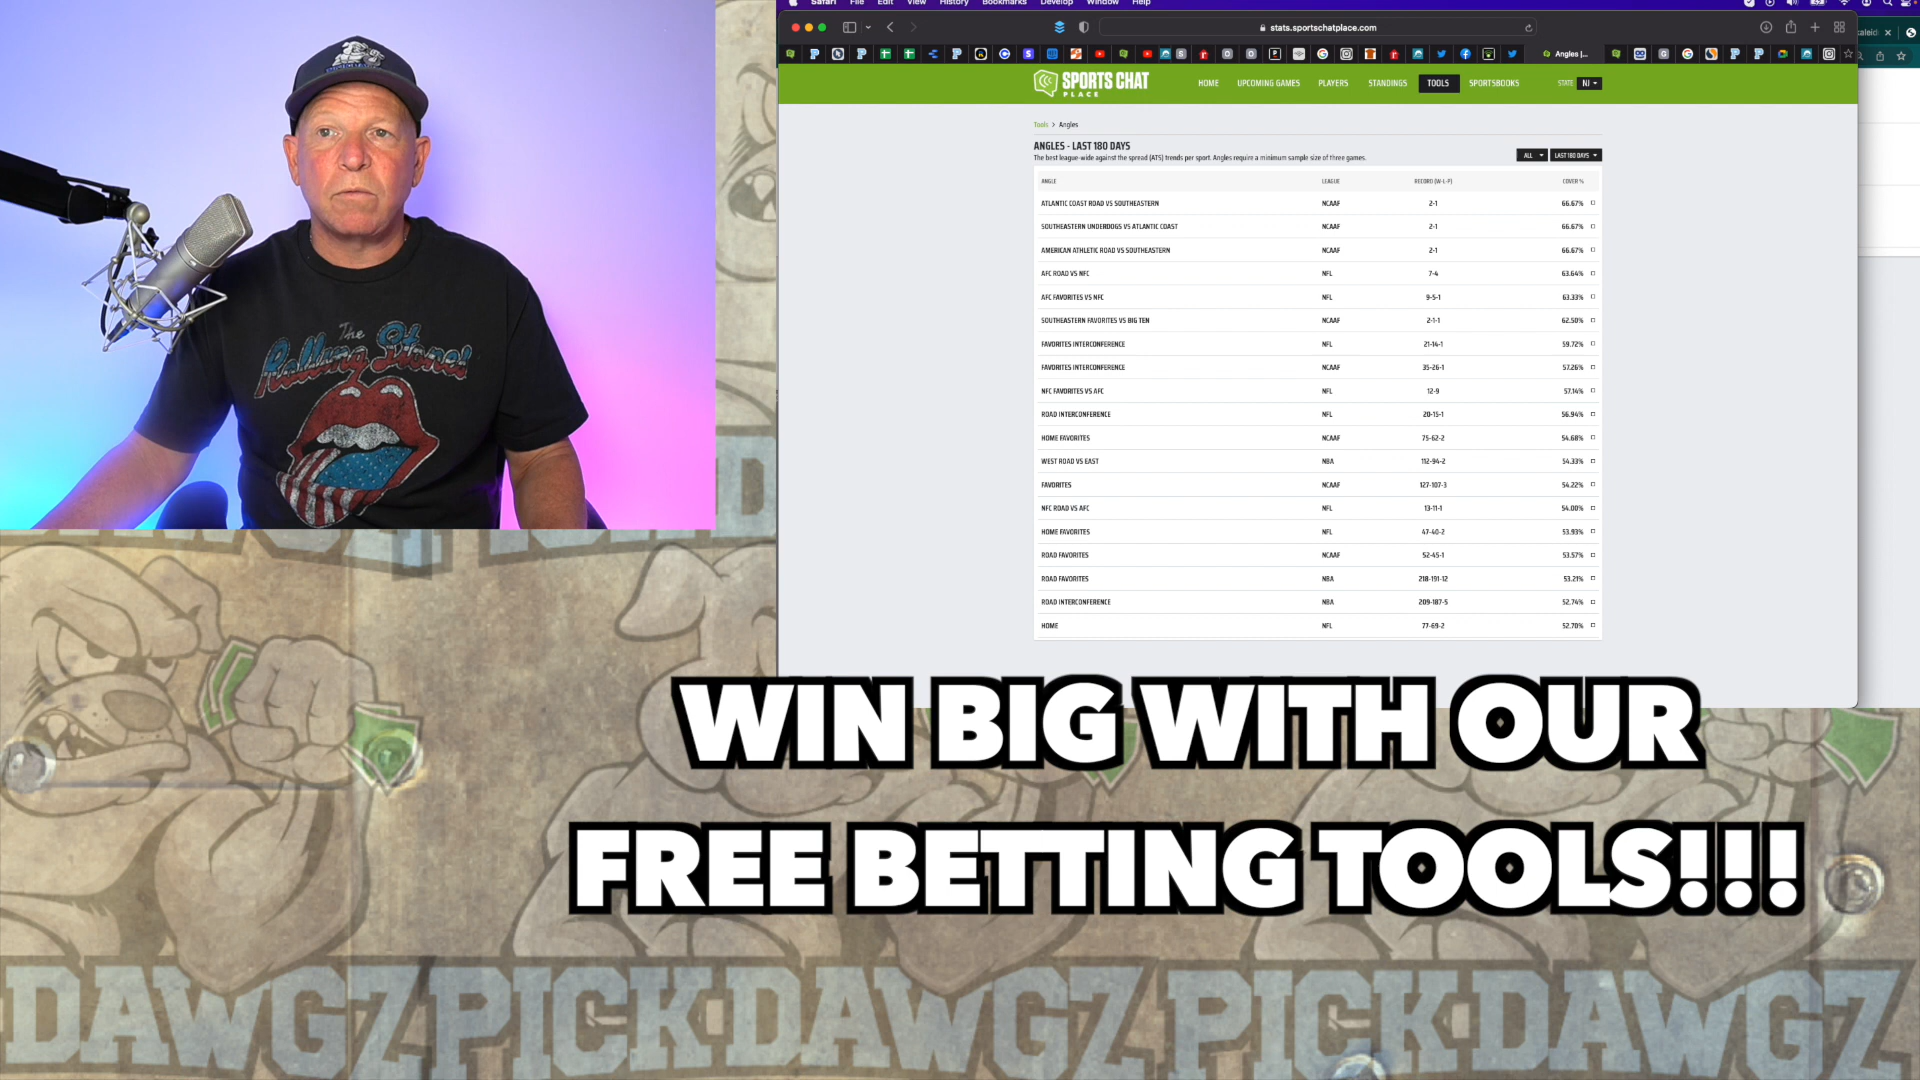 Safari File Edit View History Bookmarks Develop Window Help
stats.sportschatplace.com
Angles |...
SPORTS CHAT
PLACE
HOME UPCOMING GAMES PLAYERS STANDINGS TOOLS SPORTSBOOKS STATE NJ
Tools > Angles
ANGLES - LAST 180 DAYS
The best league-wide against the spread (ATS) trends per sport. Angles require a minimum sample size of three games.
ALL LAST 180 DAYS
ANGLE LEAGUE RECORD (W-L-P) COVER %
ATLANTIC COAST ROAD VS SOUTHEASTERN NCAAF 2-1 66.67%
SOUTHEASTERN UNDERDOGS VS ATLANTIC COAST NCAAF 2-1 66.67%
AMERICAN ATHLETIC ROAD VS SOUTHEASTERN NCAAF 2-1 66.67%
AFC ROAD VS NFC NFL 7-4 63.64%
AFC FAVORITES VS NFC NFL 9-5-1 63.33%
SOUTHEASTERN FAVORITES VS BIG TEN NCAAF 2-1-1 62.50%
FAVORITES INTERCONFERENCE NFL 21-14-1 59.72%
FAVORITES INTERCONFERENCE NCAAF 35-26-1 57.26%
NFC FAVORITES VS AFC NFL 12-9 57.14%
ROAD INTERCONFERENCE NFL 20-15-1 56.94%
HOME FAVORITES NCAAF 75-62-2 54.68%
WEST ROAD VS EAST NBA 112-94-2 54.33%
FAVORITES NCAAF 127-107-3 54.22%
NFC ROAD VS AFC NFL 13-11-1 54.00%
HOME FAVORITES NFL 47-40-2 53.93%
ROAD FAVORITES NCAAF 52-45-1 53.57%
ROAD FAVORITES NBA 218-191-12 53.21%
ROAD INTERCONFERENCE NBA 209-187-5 52.74%
HOME NFL 77-69-2 52.70%
The
Rolling Stones
WIN BIG WITH OUR
FREE BETTING TOOLS!!!
DAWGZ PICKDAWGZ PICKDAWGZ